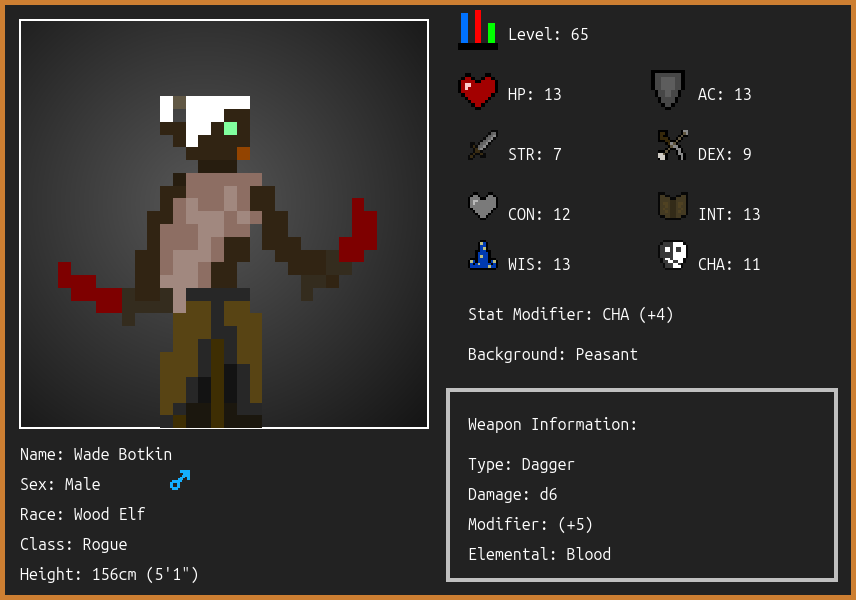 Level: 65
HP: 13
AC: 13
STR: 7
DEX: 9
CON: 12
INT: 13
WIS: 13
CHA: 11
Stat Modifier: CHA (+4)
Background: Peasant
Weapon Information:
Type: Dagger
Damage: d6
Modifier: (+5)
Elemental: Blood
Name: Wade Botkin
Sex: Male
Race: Wood Elf
Class: Rogue
Height: 156cm (5'1")